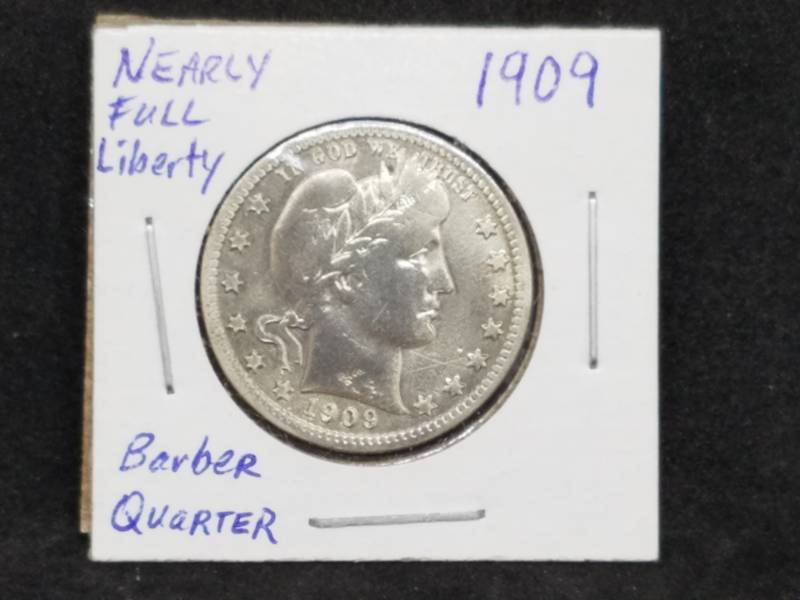 NEARLY
FULL
Liberty
1909
IN GOD WE TRUST
1909
Barber
QUARTER